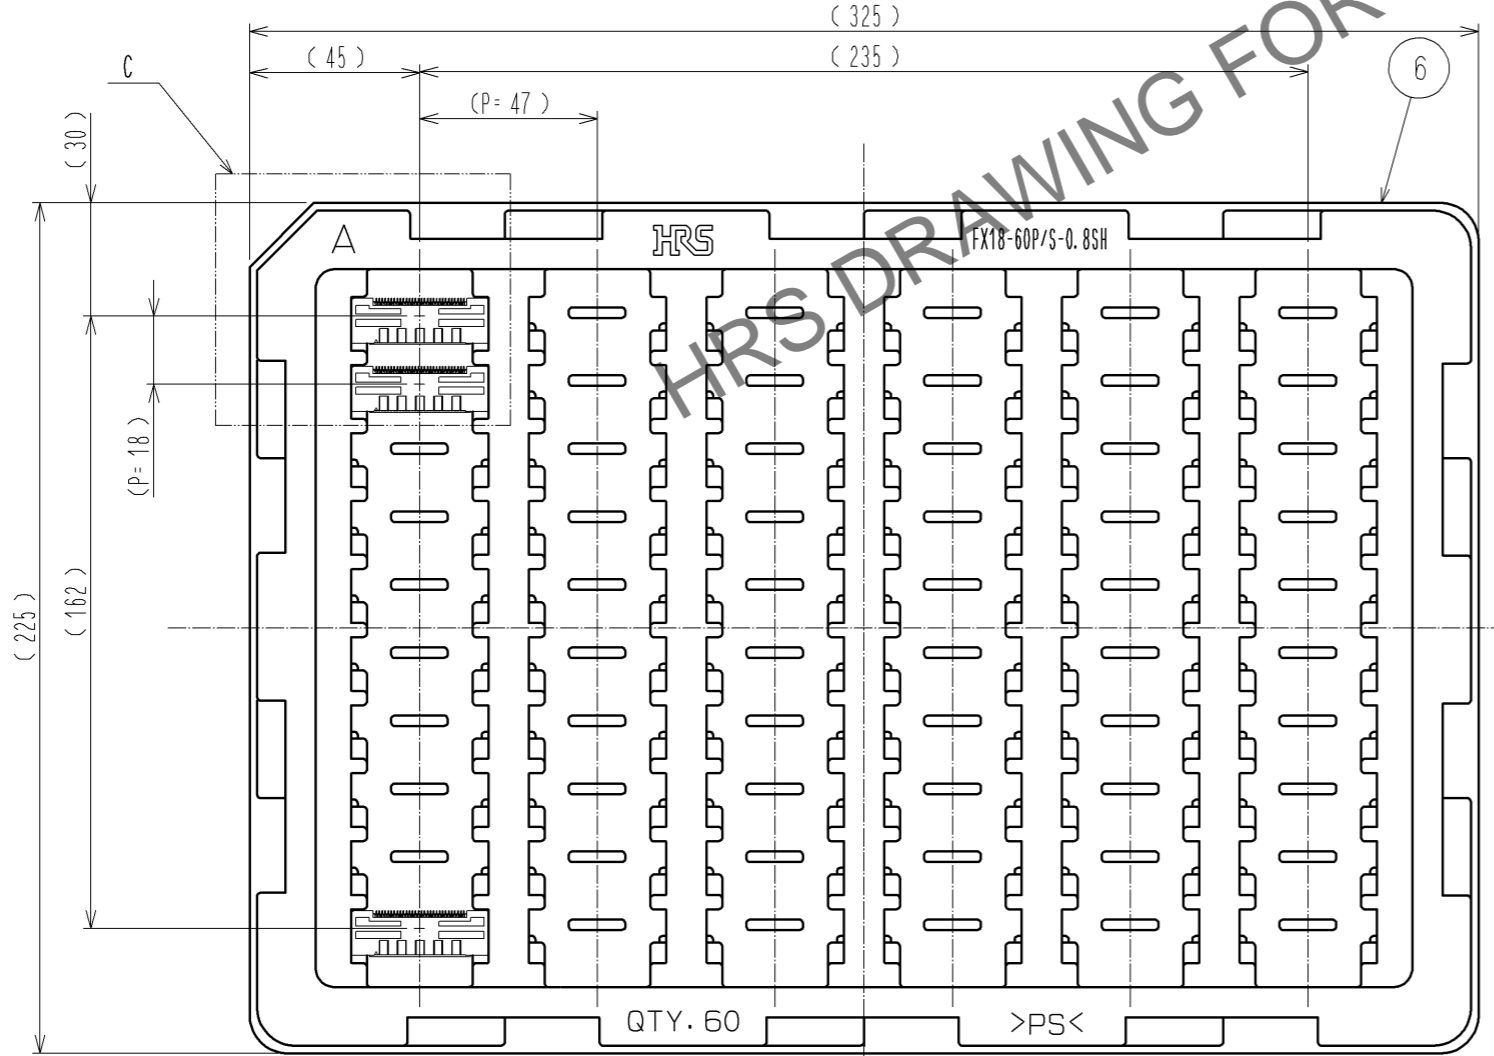 ( 325 )
( 45 )
( 235 )
C
6
(P= 47 )
( 30 )
A
HRS
FX18-60P/S-0.8SH
HRS DRAWING FOR
(P= 18 )
( 162 )
( 225 )
QTY. 60
>PS<